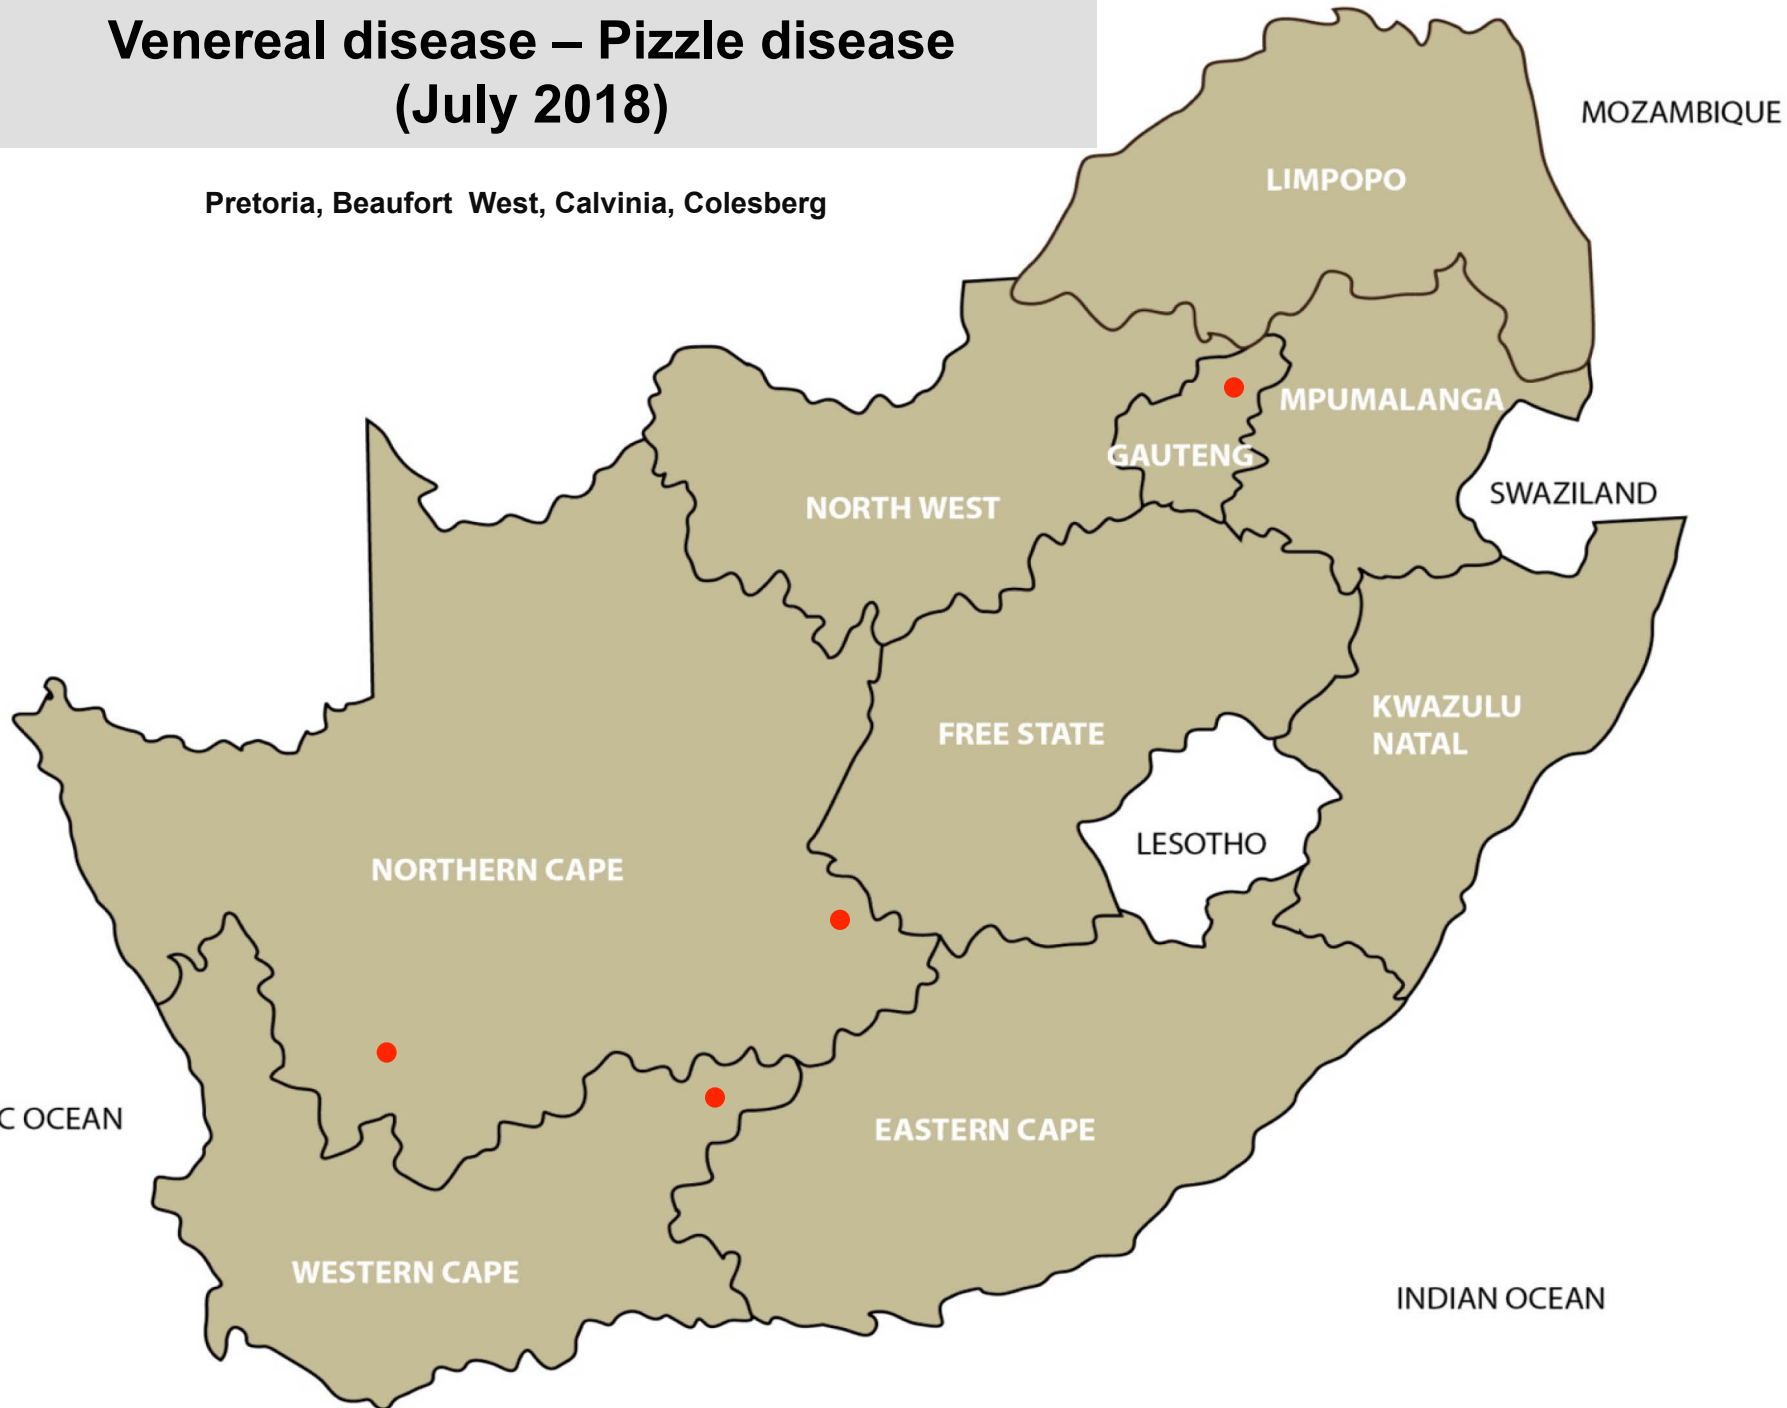 Venereal disease – Pizzle disease
(July 2018)
Pretoria, Beaufort West, Calvinia, Colesberg
MOZAMBIQUE
LIMPOPO
MPUMALANGA
GAUTENG
NORTH WEST
SWAZILAND
KWAZULU
NATAL
FREE STATE
LESOTHO
NORTHERN CAPE
C OCEAN
EASTERN CAPE
WESTERN CAPE
INDIAN OCEAN